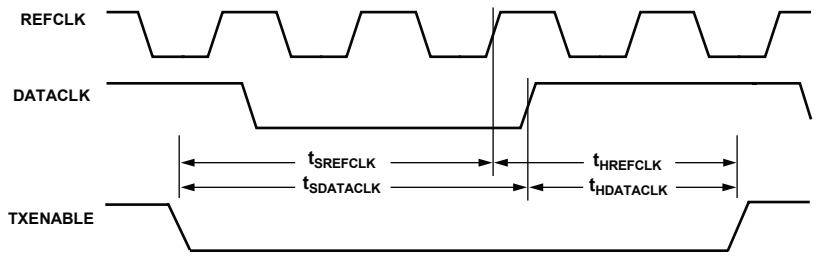 REFCLK
DATACLK
tSREFCLK
tHREFCLK
tSDATACLK
tHDATACLK
TXENABLE